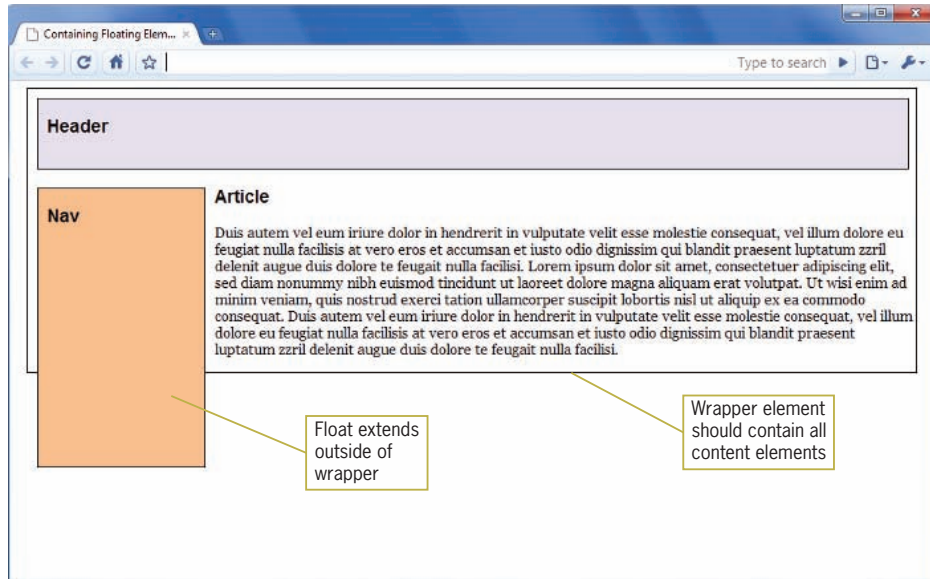 Containing Floating Elem...
Type to search
Header
Nav
Article
Duis autem vel eum iriure dolor in hendrerit in vulputate velit esse molestie consequat, vel illum dolore eu
feugiat nulla facilisis at vero eros et accumsan et iusto odio dignissim qui blandit praesent luptatum zzril
delenit augue duis dolore te feugait nulla facilisi. Lorem ipsum dolor sit amet, consectetuer adipiscing elit,
sed diam nonummy nibh euismod tincidunt ut laoreet dolore magna aliquam erat volutpat. Ut wisi enim ad
minim veniam, quis nostrud exerci tation ullamcorper suscipit lobortis nisl ut aliquip ex ea commodo
consequat. Duis autem vel eum iriure dolor in hendrerit in vulputate velit esse molestie consequat, vel illum
dolore eu feugiat nulla facilisis at vero eros et accumsan et iusto odio dignissim qui blandit praesent
luptatum zzril delenit augue duis dolore te feugait nulla facilisi.
Float extends
outside of
wrapper
Wrapper element
should contain all
content elements